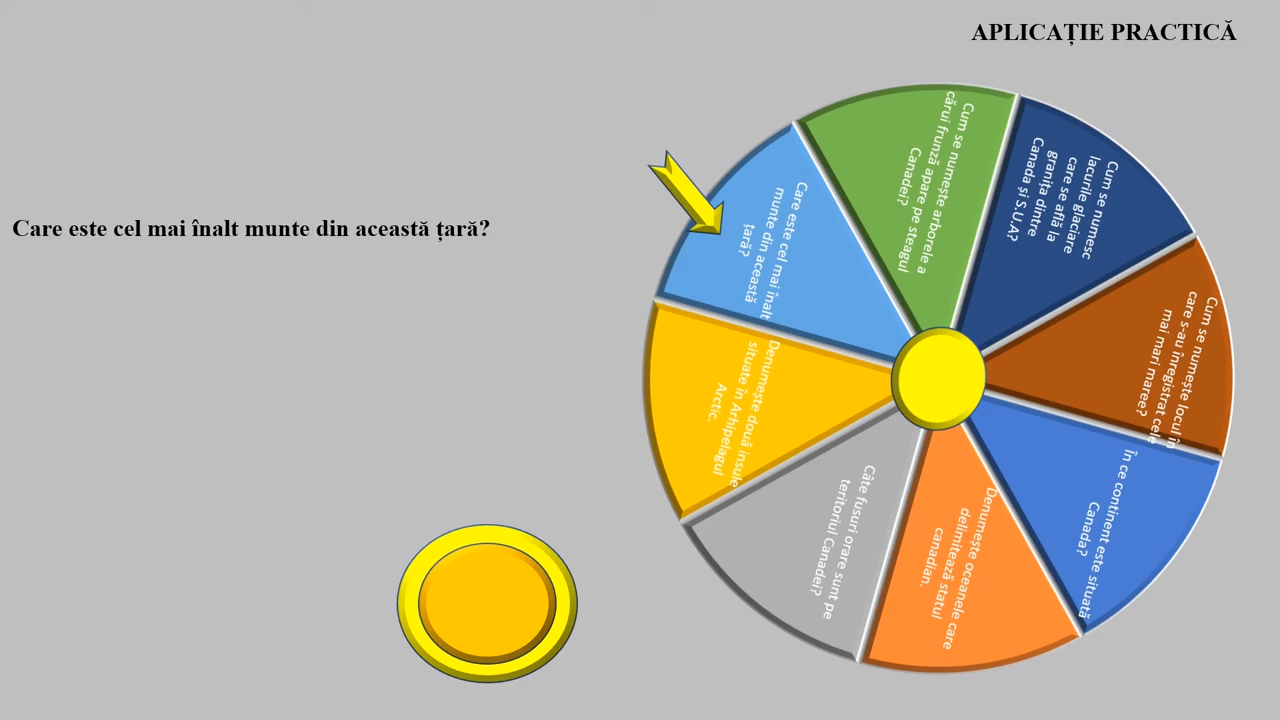 APLICAȚIE PRACTICĂ
Care este cel mai înalt munte din această țară?
Cum se numește arborele a
cărui frunză apare pe steagul
Canadei?
Cum se numesc
lacurile glaciare
care se află la
granița dintre
Canada și S.U.A?
Cum se numește locul în
care s-au înregistrat cele
mai mari maree?
În ce continent este situată
Canada?
Denumește oceanele care
delimitează statul
canadian.
Câte fusuri orare sunt pe
teritoriul Canadei?
Denumește două insule
situate în Arhipelagul
Arctic.
Care este cel mai înalt
munte din această
țară?